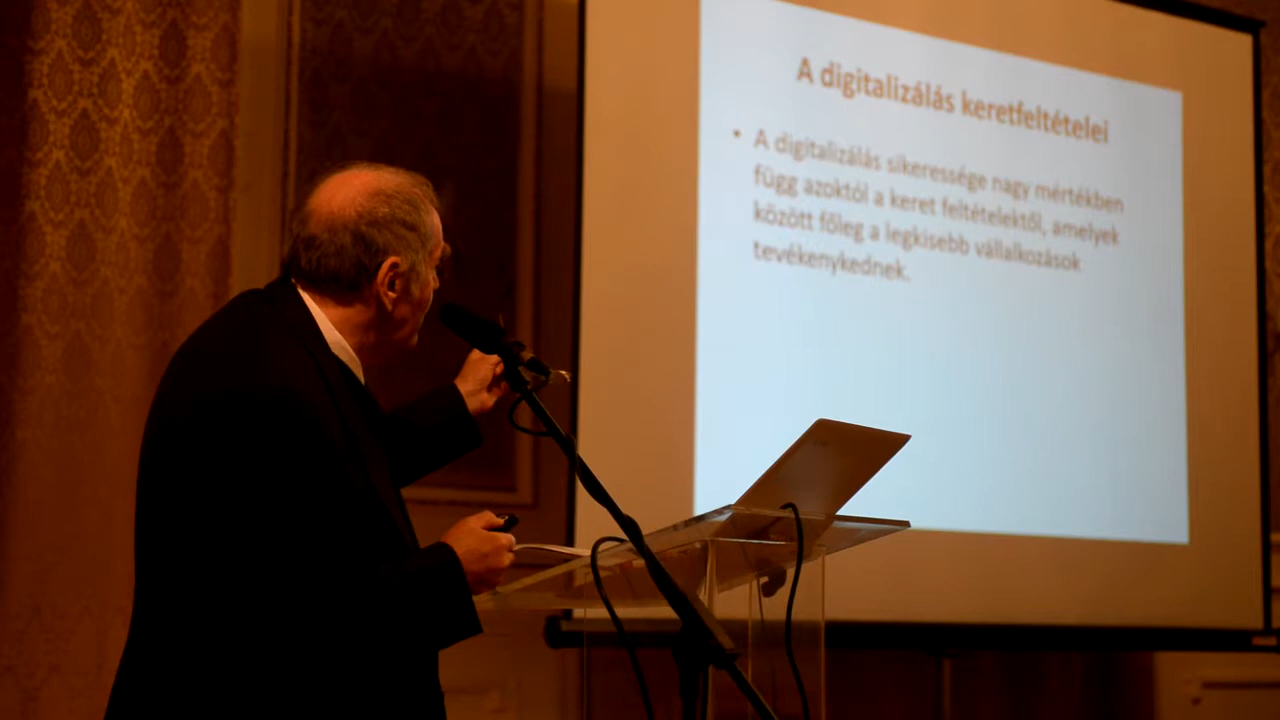 A digitalizálás keretfeltételei
• A digitalizálás sikeressége nagy mértékben
függ azoktól a keret feltételektől, amelyek
között főleg a legkisebb vállalkozások
tevékenykednek.